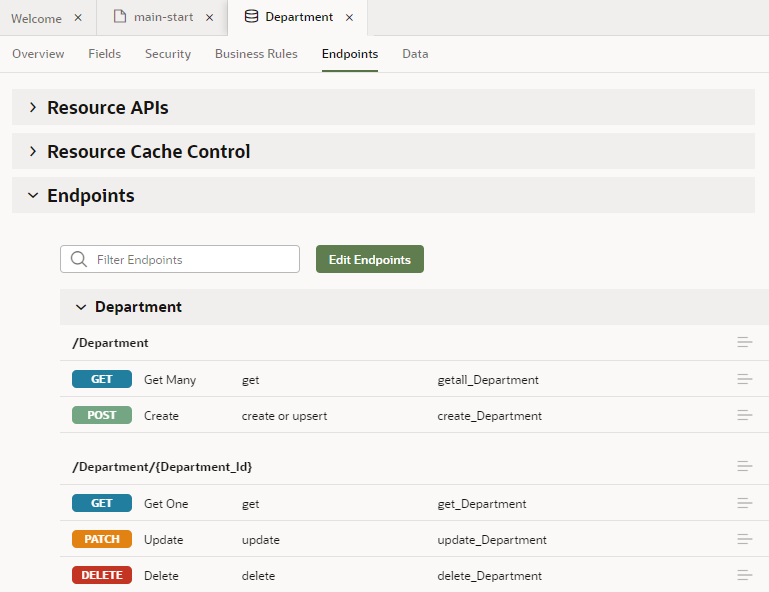 Welcome × main-start × Department ×
Overview Fields Security Business Rules Endpoints Data
Resource APIs
Resource Cache Control
Endpoints
Filter Endpoints Edit Endpoints
Department
/Department
GET Get Many get getall_Department
POST Create create or upsert create_Department
/Department/{Department_Id}
GET Get One get get_Department
PATCH Update update update_Department
DELETE Delete delete delete_Department